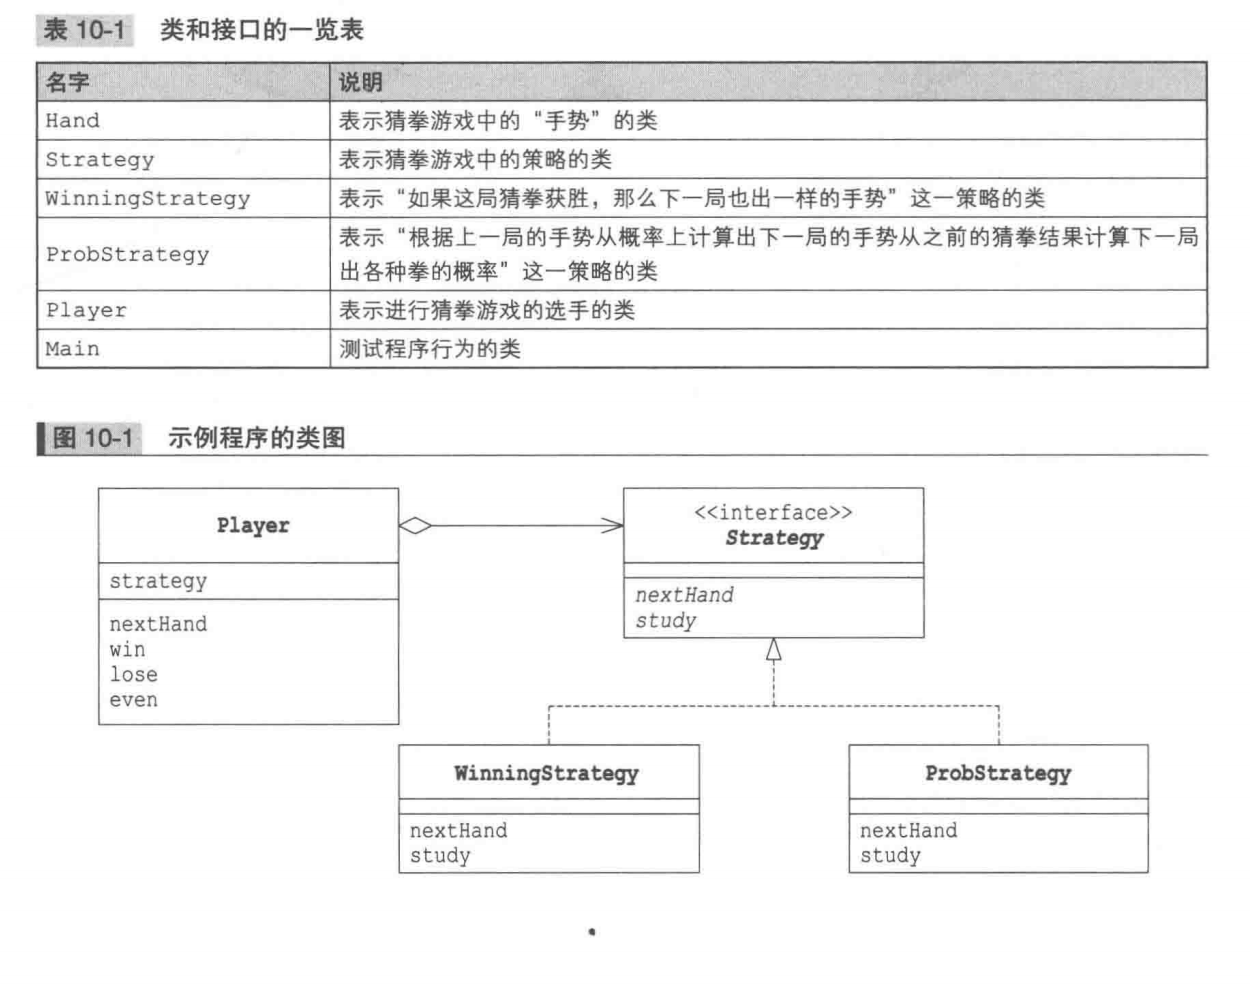 表 10-1 类和接口的一览表
名字 说明
Hand 表示猜拳游戏中的“手势”的类
Strategy 表示猜拳游戏中的策略的类
WinningStrategy 表示“如果这局猜拳获胜，那么下一局也出一样的手势”这一策略的类
ProbStrategy 表示“根据上一局的手势从概率上计算出下一局的手势从之前的猜拳结果计算下一局
出各种拳的概率”这一策略的类
Player 表示进行猜拳游戏的选手的类
Main 测试程序行为的类
图 10-1 示例程序的类图
Player
strategy
nextHand
win
lose
even
<<interface>>
Strategy
nextHand
study
WinningStrategy
nextHand
study
ProbStrategy
nextHand
study